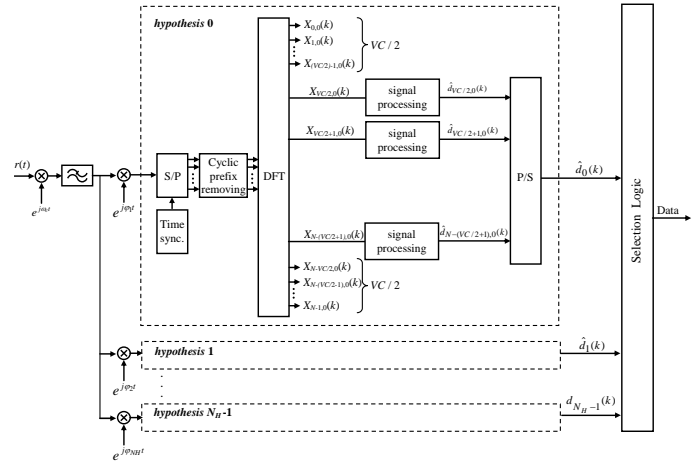 hypothesis 0
X0,0(k)
X1,0(k)
VC / 2
X(VC/2)-1,0(k)
XVC/2,0(k)
signal processing
d̂VC/2,0(k)
XVC/2+1,0(k)
signal processing
d̂VC/2+1,0(k)
r(t)
e^jω0t
e^jφ1t
S/P
Cyclic prefix removing
DFT
Time sync.
P/S
d̂0(k)
Selection Logic
Data
XN-(VC/2+1),0(k)
signal processing
d̂N−(VC/2+1),0(k)
XN-VC/2,0(k)
XN-(VC/2-1),0(k)
VC / 2
XN-1,0(k)
hypothesis 1
d̂1(k)
e^jφ2t
hypothesis NH-1
dNH−1(k)
e^jφNHt